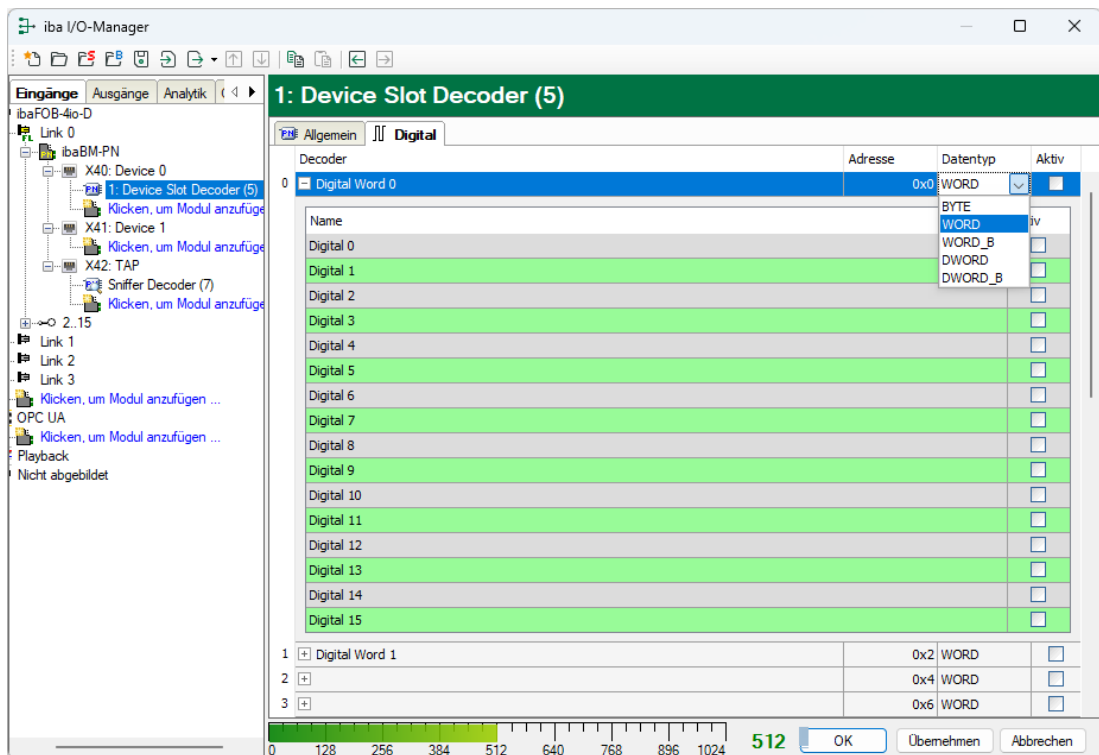 iba I/O-Manager
Eingänge Ausgänge Analytik
1: Device Slot Decoder (5)
ibaFOB-4io-D
Link 0
ibaBM-PN
X40: Device 0
1: Device Slot Decoder (5)
Klicken, um Modul anzufüge
X41: Device 1
Klicken, um Modul anzufüge
X42: TAP
Sniffer Decoder (7)
Klicken, um Modul anzufüge
2..15
Link 1
Link 2
Link 3
Klicken, um Modul anzufügen ...
OPC UA
Klicken, um Modul anzufügen ...
Playback
Nicht abgebildet
Allgemein Digital
Decoder Adresse Datentyp Aktiv
0 Digital Word 0 0x0 WORD
BYTE
WORD
WORD_B
DWORD
DWORD_B
Name iv
Digital 0
Digital 1
Digital 2
Digital 3
Digital 4
Digital 5
Digital 6
Digital 7
Digital 8
Digital 9
Digital 10
Digital 11
Digital 12
Digital 13
Digital 14
Digital 15
1 Digital Word 1 0x2 WORD
2 0x4 WORD
3 0x6 WORD
0 128 256 384 512 640 768 896 1024
512 OK Übernehmen Abbrechen